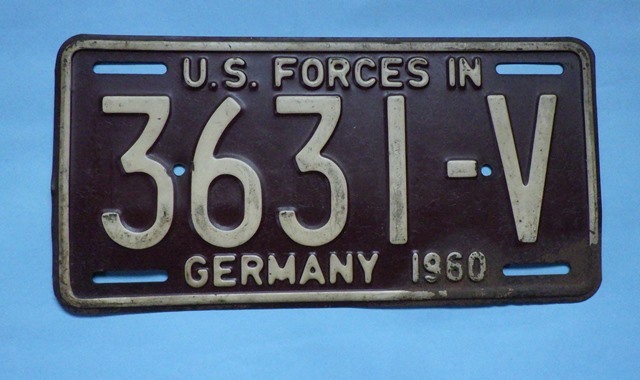 U.S. FORCES IN
3631-V
GERMANY 1960